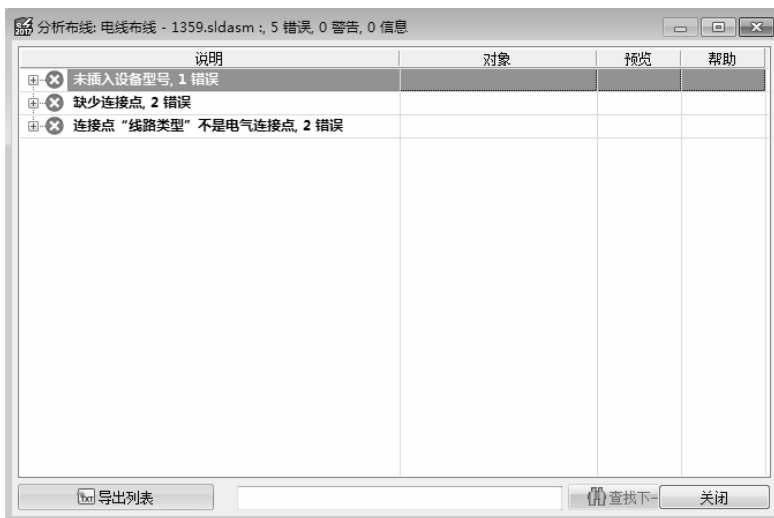 分析布线: 电线布线 - 1359.sldasm :, 5 错误, 0 警告, 0 信息
说明 对象 预览 帮助
未插入设备型号, 1 错误
缺少连接点, 2 错误
连接点“线路类型”不是电气连接点, 2 错误
导出列表 查找下一 关闭